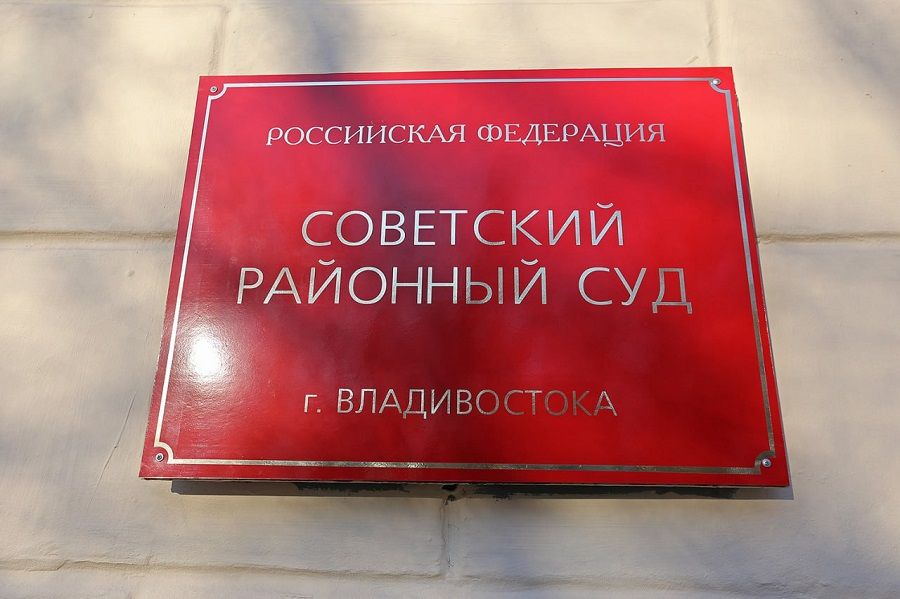 РОССИЙСКАЯ ФЕДЕРАЦИЯ
СОВЕТСКИЙ
РАЙОННЫЙ СУД
г. ВЛАДИВОСТОКА